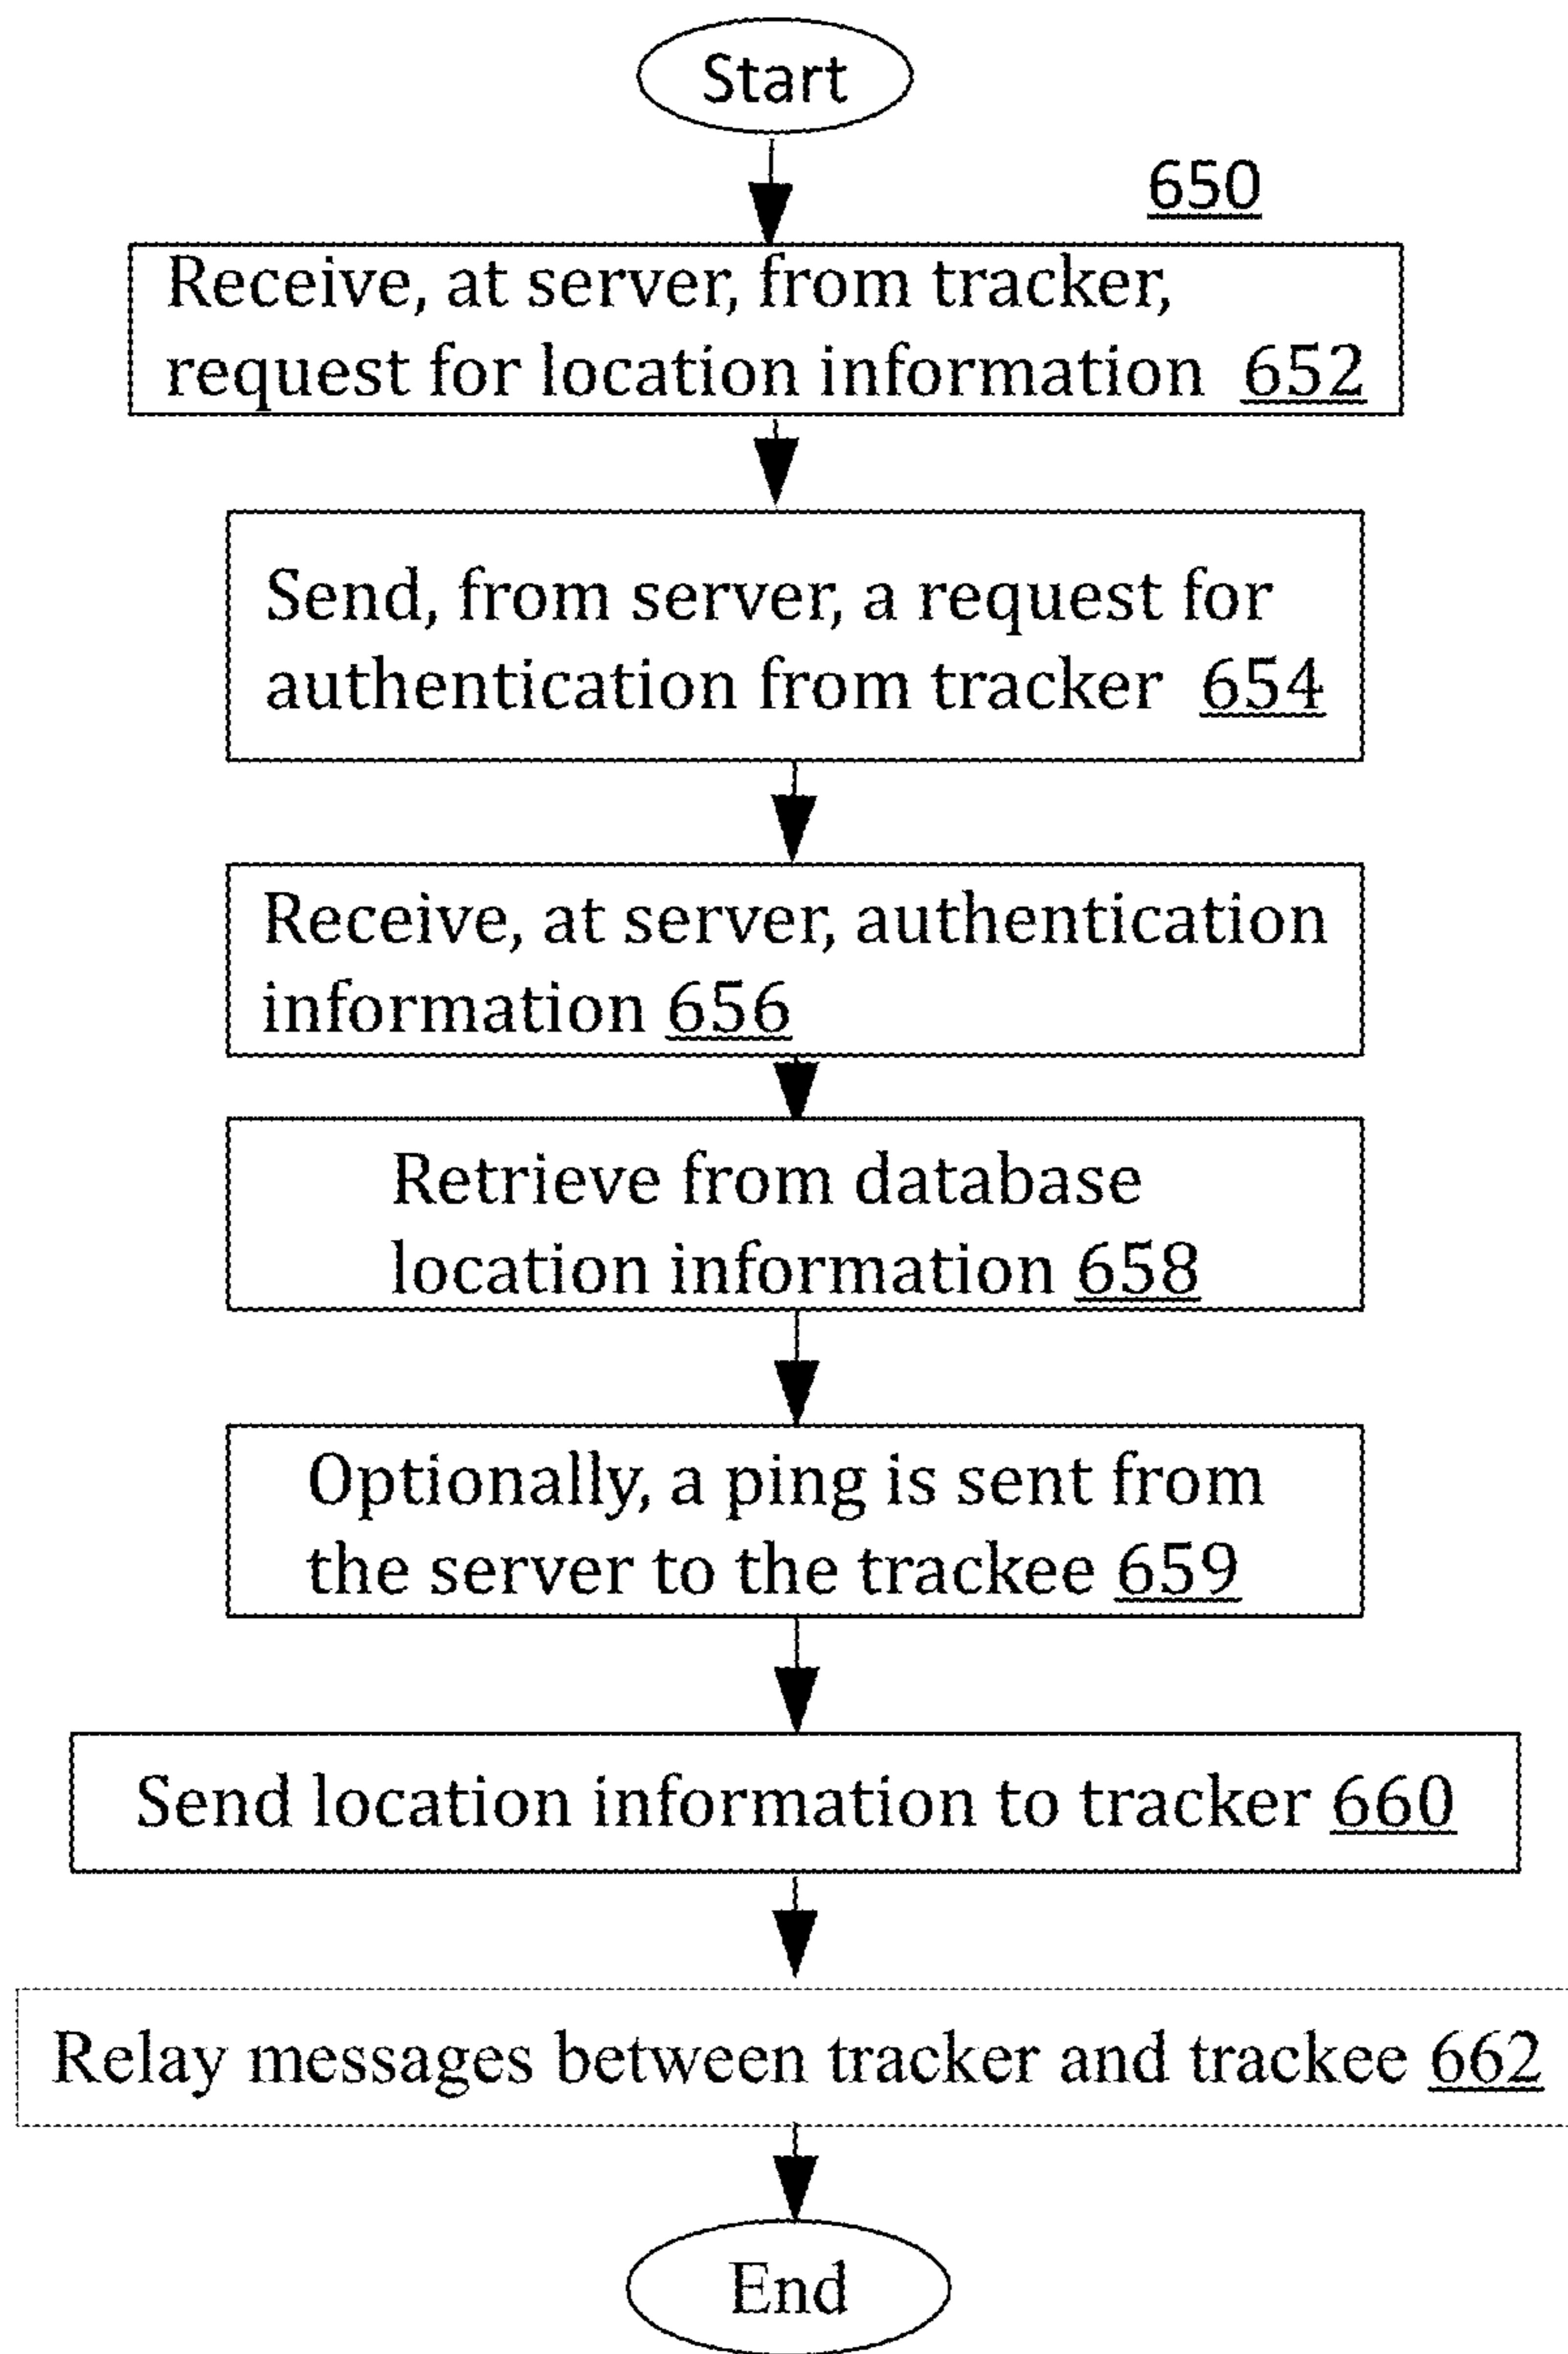 Start
650
Receive, at server, from tracker,
request for location information 652
Send, from server, a request for
authentication from tracker 654
Receive, at server, authentication
information 656
Retrieve from database
location information 658
Optionally, a ping is sent from
the server to the trackee 659
Send location information to tracker 660
Relay messages between tracker and trackee 662
End